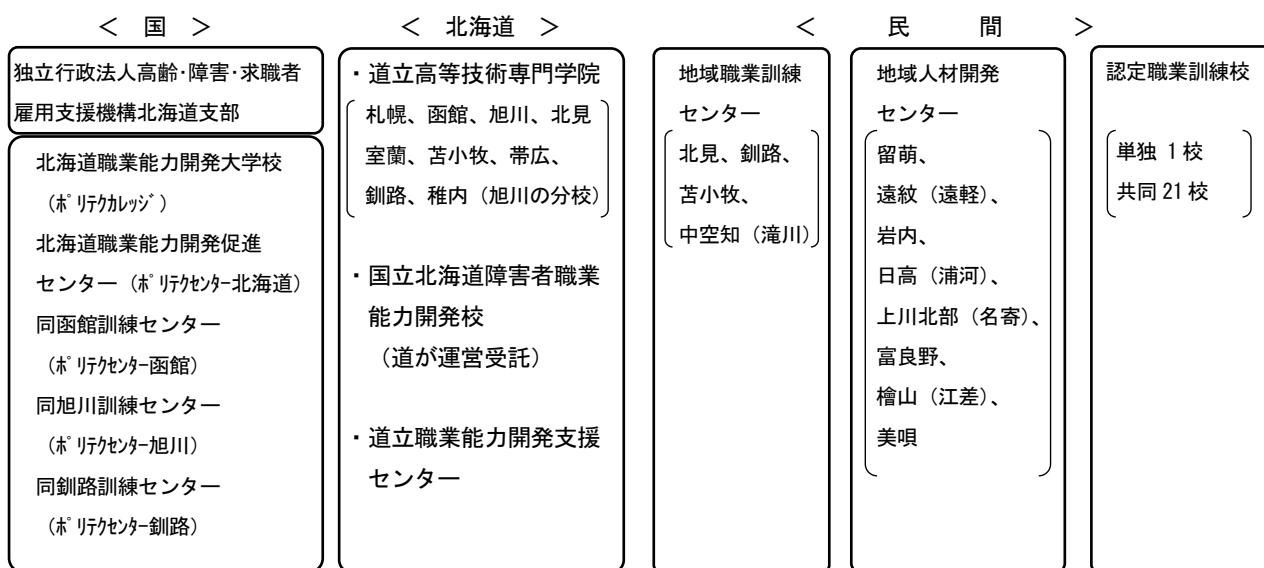 ＜　国　＞
独立行政法人高齢･障害･求職者
雇用支援機構北海道支部
北海道職業能力開発大学校
（ﾎﾟﾘﾃｸｶﾚｯｼﾞ）
北海道職業能力開発促進
センター（ﾎﾟﾘﾃｸｾﾝﾀｰ北海道）
同函館訓練センター
（ﾎﾟﾘﾃｸｾﾝﾀｰ函館）
同旭川訓練センター
（ﾎﾟﾘﾃｸｾﾝﾀｰ旭川）
同釧路訓練センター
（ﾎﾟﾘﾃｸｾﾝﾀｰ釧路）
＜　北海道　＞
・道立高等技術専門学院
札幌、函館、旭川、北見
室蘭、苫小牧、帯広、
釧路、稚内（旭川の分校）
・国立北海道障害者職業
能力開発校
（道が運営受託）
・道立職業能力開発支援
センター
＜　民　間　＞
地域職業訓練
センター
北見、釧路、
苫小牧、
中空知（滝川）
地域人材開発
センター
留萌、
遠紋（遠軽）、
岩内、
日高（浦河）、
上川北部（名寄）、
富良野、
檜山（江差）、
美唄
認定職業訓練校
単独 1 校
共同 21 校